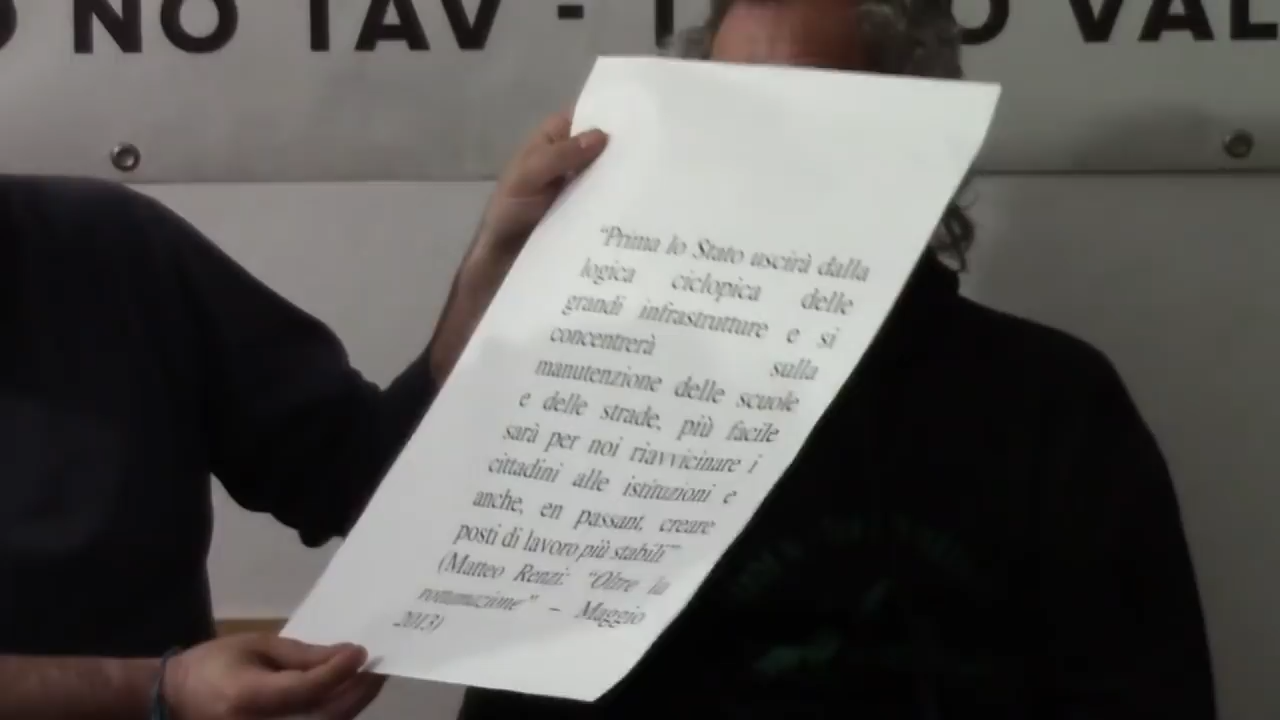 NO TAV - T O VAL
“Prima lo Stato uscirà dalla
logica ciclopica delle
grandi infrastrutture e si
concentrerà sulla
manutenzione delle scuole
e delle strade, più facile
sarà per noi riavvicinare i
cittadini alle istituzioni e
anche, en passant, creare
posti di lavoro più stabili”
(Matteo Renzi: “Oltre la
rottamazione” – Maggio
2013)